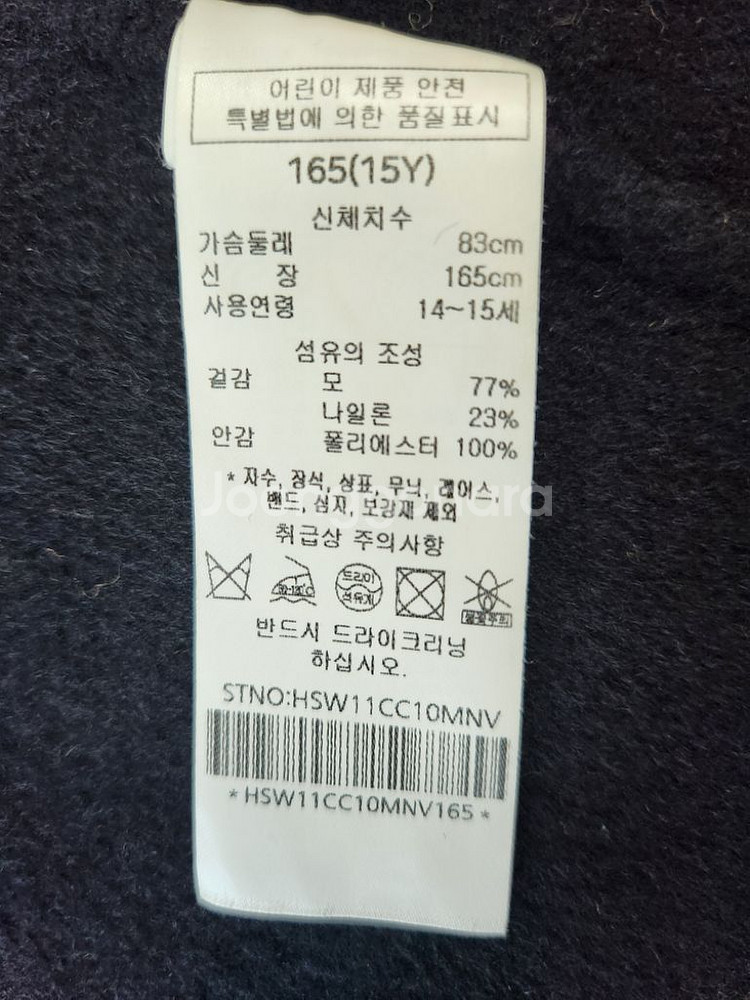 어린이 제품 안전
특별법에 의한 품질표시
165(15Y)
신체치수
가슴둘레 83cm
신 장 165cm
사용연령 14~15세
섬유의 조성
겉감 모 77%
나일론 23%
안감 폴리에스터 100%
* 자수, 장식, 상표, 무늬, 레이스,
밴드, 심지, 보강재 제외
취급상 주의사항
드라이
석유계
반드시 드라이크리닝
하십시오.
STNO:HSW11CC10MNV
*HSW11CC10MNV165*